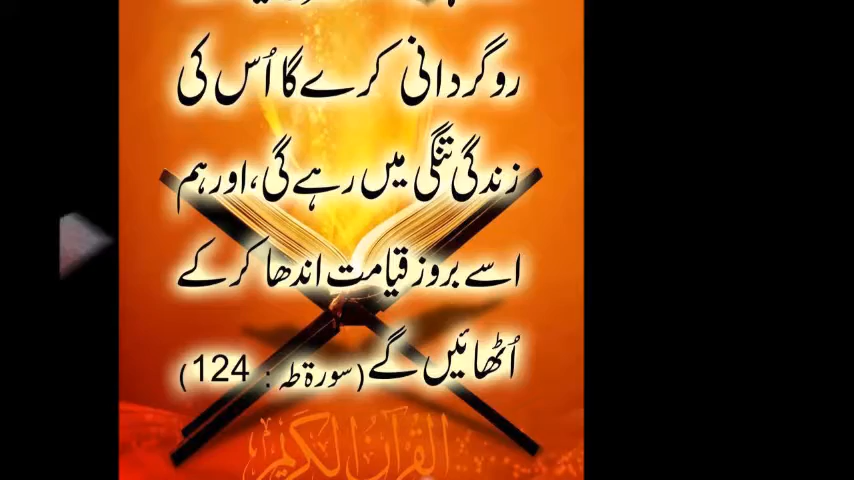 روگردانی کرے گا اُس کی
زندگی تنگی میں رہے گی، اور ہم
اسے بروز قیامت اندھا کر کے
اُٹھائیں گے (سورۃ طہ : 124)
القرآن الكريم